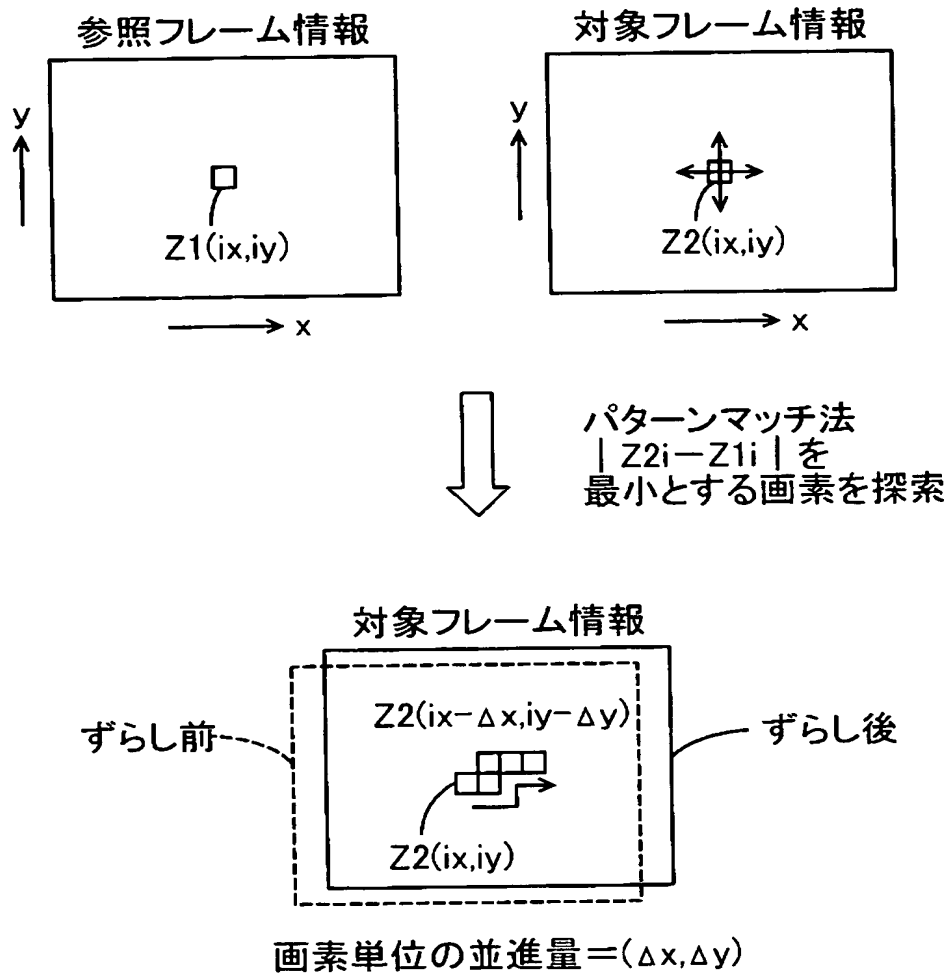 参照フレーム情報
対象フレーム情報
y
y
Z1(ix,iy)
Z2(ix,iy)
x
x
パターンマッチ法
| Z2i−Z1i | を
最小とする画素を探索
対象フレーム情報
Z2(ix−Δx,iy−Δy)
ずらし前
ずらし後
Z2(ix,iy)
画素単位の並進量＝(Δx,Δy)